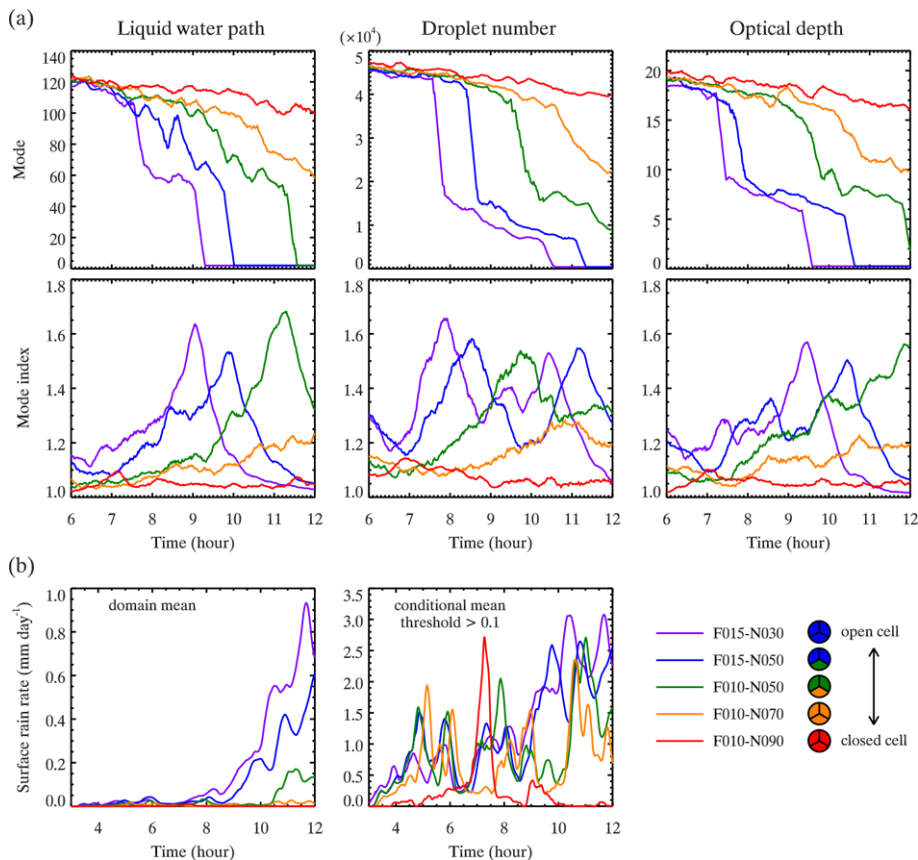 (a)
Liquid water path
Droplet number
Optical depth
(×10⁴)
Mode
140
120
100
80
60
40
20
0
5
4
3
2
1
0
20
15
10
5
0
Mode index
1.6
1.4
1.2
1.0
1.6
1.4
1.2
1.0
1.6
1.4
1.2
1.0
6 7 8 9 10 11 12
6 7 8 9 10 11 12
6 7 8 9 10 11 12
Time (hour)
Time (hour)
Time (hour)
(b)
Surface rain rate (mm day⁻¹)
1.0
0.8
0.6
0.4
0.2
0.0
domain mean
4 6 8 10 12
Time (hour)
3.5
3.0
2.5
2.0
1.5
1.0
0.5
0.0
conditional mean
threshold > 0.1
4 6 8 10 12
Time (hour)
F015-N030
open cell
F015-N050
F010-N050
F010-N070
F010-N090
closed cell